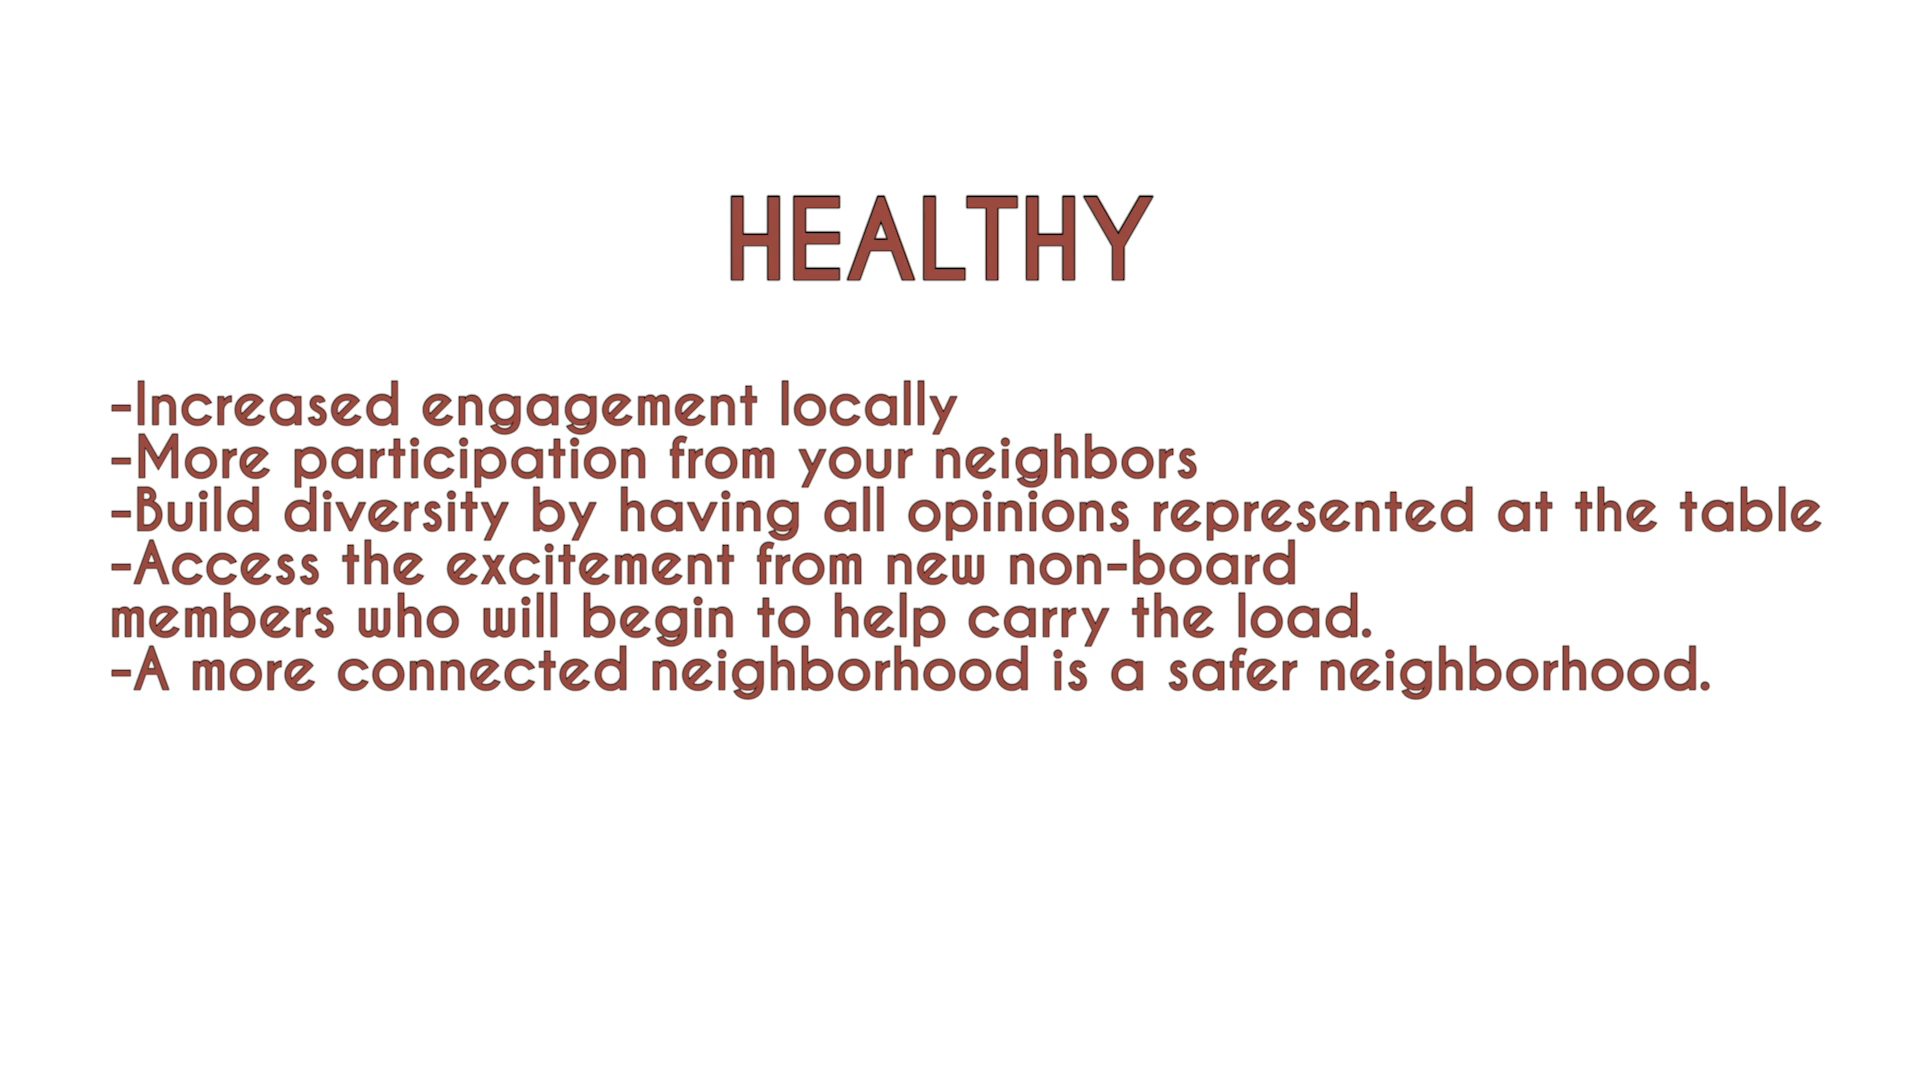 HEALTHY
-Increased engagement locally
-More participation from your neighbors
-Build diversity by having all opinions represented at the table
-Access the excitement from new non-board
members who will begin to help carry the load.
-A more connected neighborhood is a safer neighborhood.